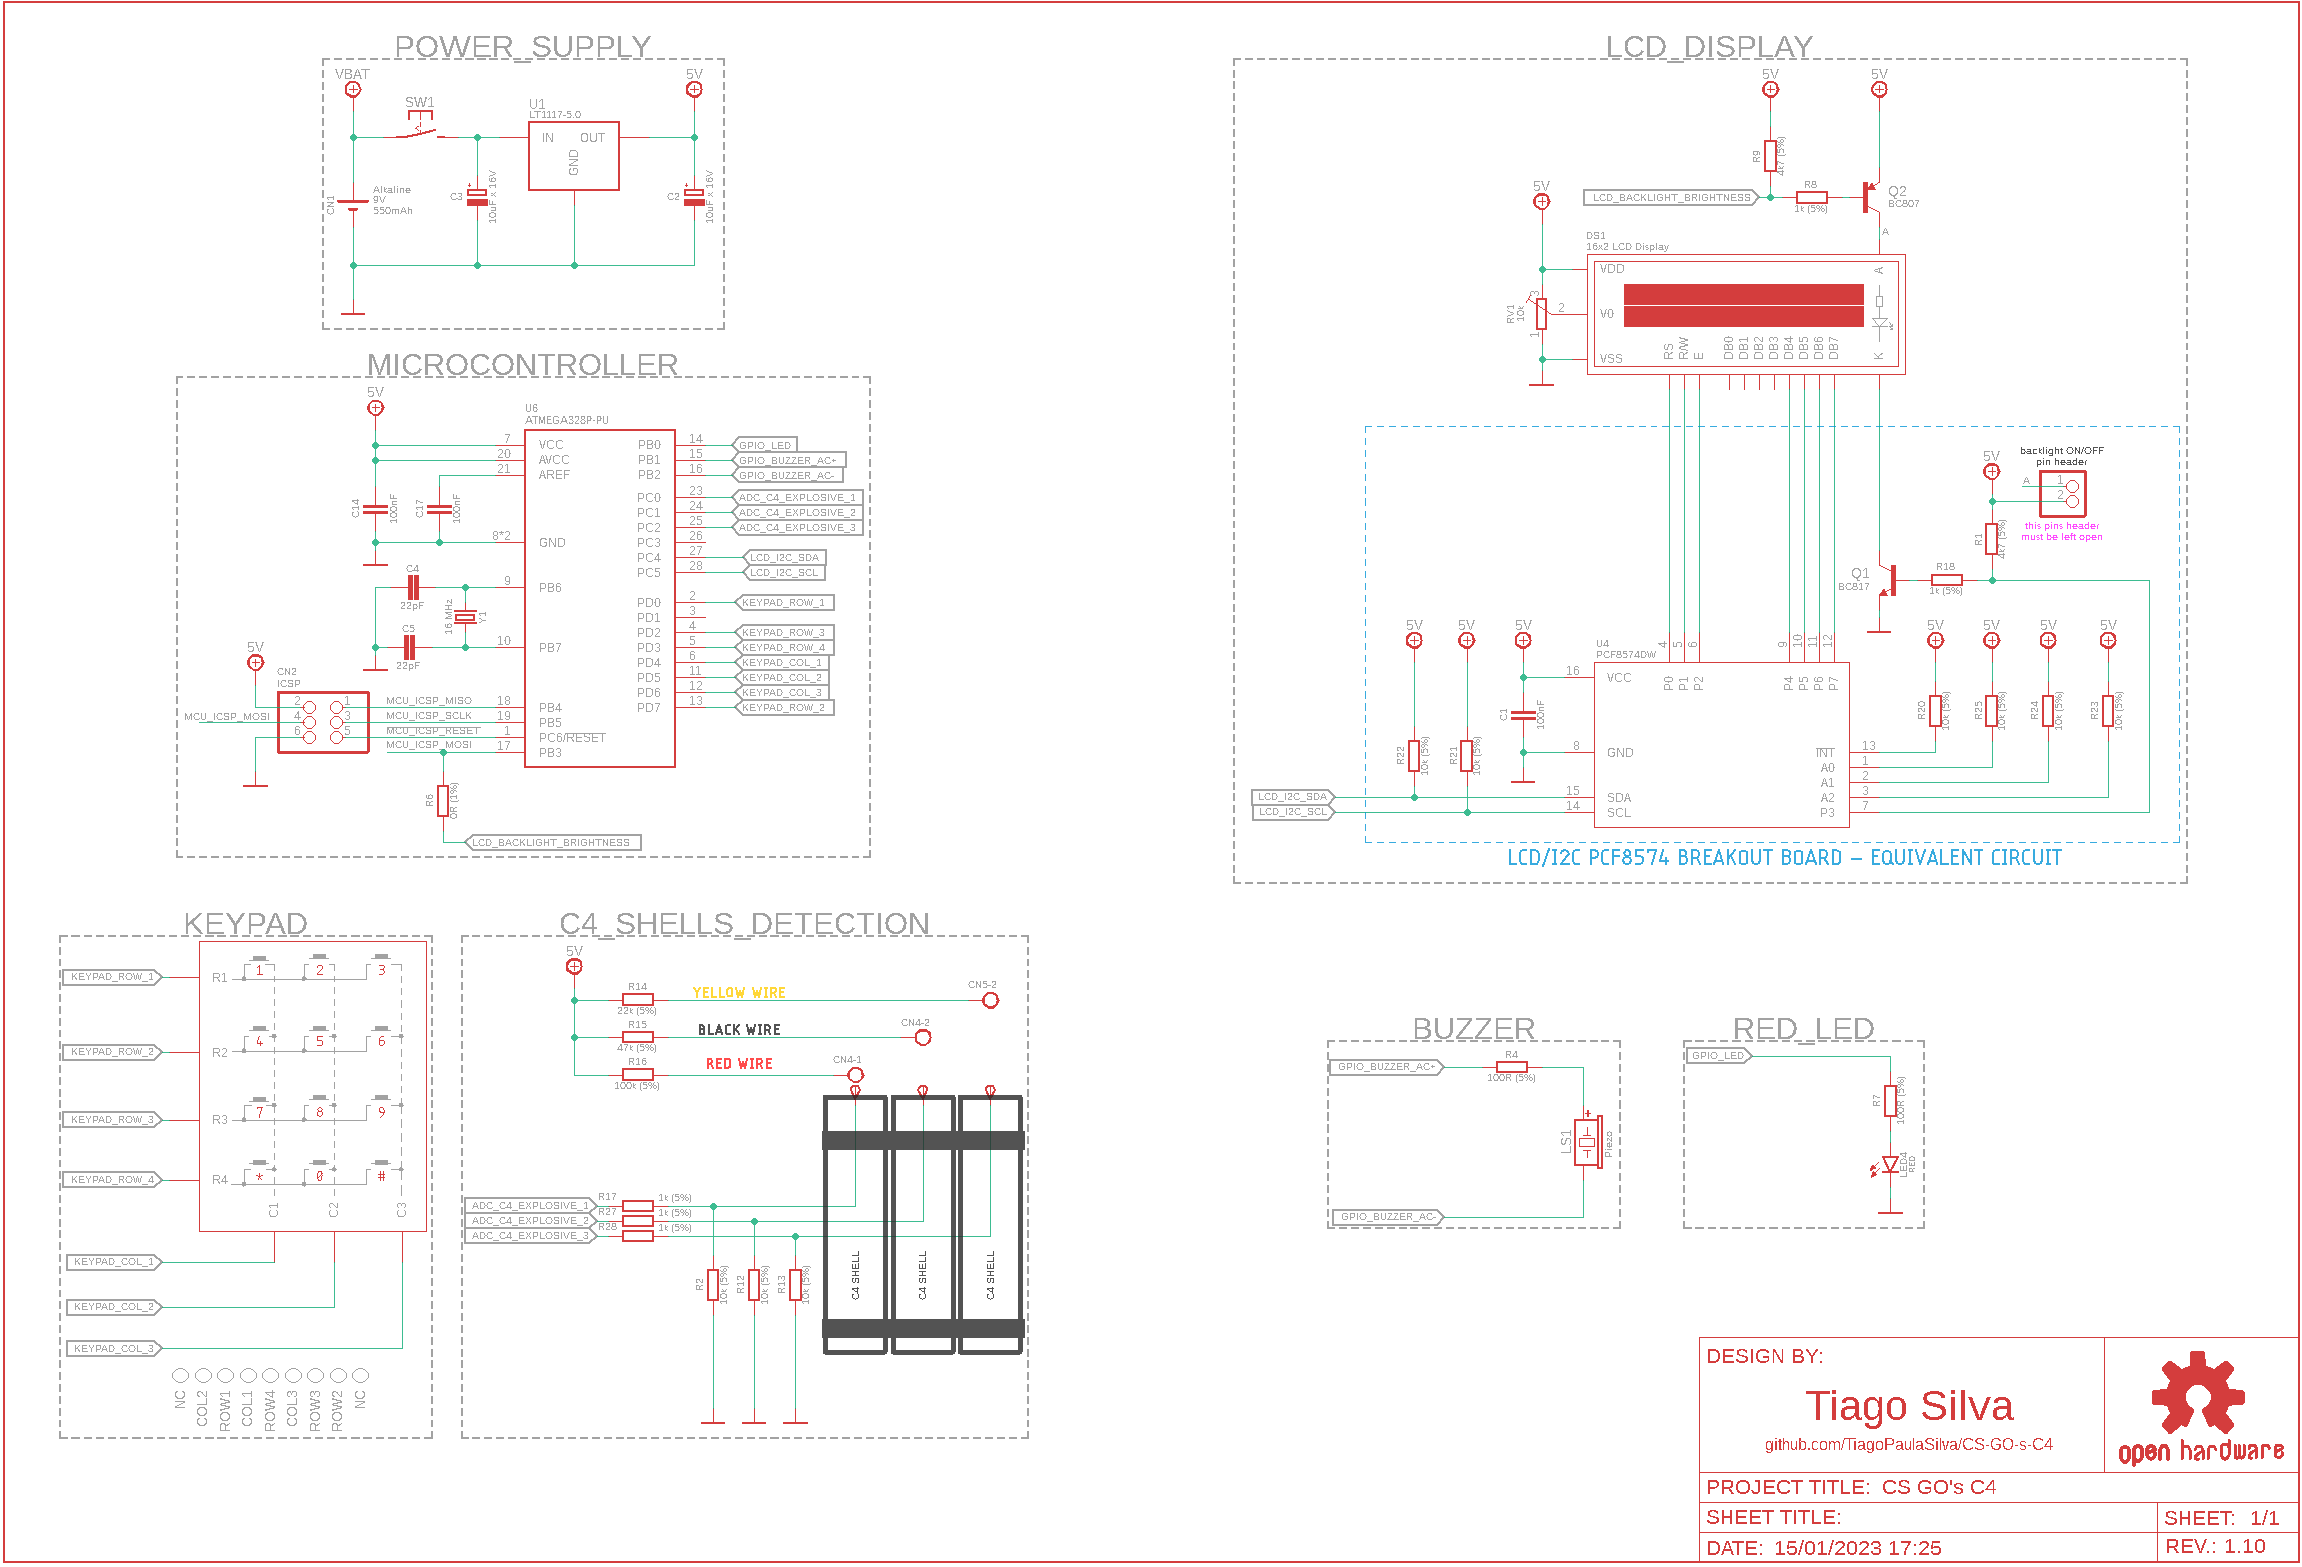 POWER_SUPPLY
VBAT
5V
SW1
U1
LT1117-5.0
IN OUT
GND
CN1
Alkaline
9V
550mAh
C3
10uF x 16V
C2
10uF x 16V
MICROCONTROLLER
5V
U6
ATMEGA328P-PU
7 VCC
20 AVCC
21 AREF
8*2 GND
9 PB6
10 PB7
18 PB4
19 PB5
1 PC6/RESET
17 PB3
PB0 14 GPIO_LED
PB1 15 GPIO_BUZZER_AC+
PB2 16 GPIO_BUZZER_AC-
PC0 23 ADC_C4_EXPLOSIVE_1
PC1 24 ADC_C4_EXPLOSIVE_2
PC2 25 ADC_C4_EXPLOSIVE_3
PC3 26
PC4 27 LCD_I2C_SDA
PC5 28 LCD_I2C_SCL
PD0 2 KEYPAD_ROW_1
PD1 3
PD2 4 KEYPAD_ROW_3
PD3 5 KEYPAD_ROW_4
PD4 6 KEYPAD_COL_1
PD5 11 KEYPAD_COL_2
PD6 12 KEYPAD_COL_3
PD7 13 KEYPAD_ROW_2
C14
100nF
C17
100nF
C4
22pF
C5
22pF
16 MHz
Y1
5V
CN2
ICSP
2 1
4 3
6 5
MCU_ICSP_MOSI
MCU_ICSP_MISO
MCU_ICSP_SCLK
MCU_ICSP_RESET
MCU_ICSP_MOSI
R6
0R (1%)
LCD_BACKLIGHT_BRIGHTNESS
LCD_DISPLAY
5V
5V
R9
4k7 (5%)
LCD_BACKLIGHT_BRIGHTNESS
R8
1k (5%)
Q2
BC807
A
5V
DS1
16x2 LCD Display
VDD
V0
VSS
RV1
10k
3
2
1
RS
R/W
E
DB0
DB1
DB2
DB3
DB4
DB5
DB6
DB7
A
K
backlight ON/OFF
pin header
5V
A
1
2
this pins header
must be left open
R1
4k7 (5%)
Q1
BC817
R18
1k (5%)
5V
5V
5V
5V
5V
5V
5V
U4
PCF8574DW
4
5
6
9
10
11
12
P0
P1
P2
P4
P5
P6
P7
16 VCC
8 GND
15 SDA
14 SCL
INT 13
A0 1
A1 2
A2 3
P3 7
C1
100nF
R22
10k (5%)
R21
10k (5%)
R20
10k (5%)
R25
10k (5%)
R24
10k (5%)
R23
10k (5%)
LCD_I2C_SDA
LCD_I2C_SCL
LCD/I2C PCF8574 BREAKOUT BOARD – EQUIVALENT CIRCUIT
KEYPAD
KEYPAD_ROW_1 R1
1 2 3
KEYPAD_ROW_2 R2
4 5 6
KEYPAD_ROW_3 R3
7 8 9
KEYPAD_ROW_4 R4
* 0 #
C1
C2
C3
KEYPAD_COL_1
KEYPAD_COL_2
KEYPAD_COL_3
NC
COL2
ROW1
COL1
ROW4
COL3
ROW3
ROW2
NC
C4_SHELLS_DETECTION
5V
R14
22k (5%)
YELLOW WIRE
CN5-2
R15
47k (5%)
BLACK WIRE
CN4-2
R16
100k (5%)
RED WIRE
CN4-1
ADC_C4_EXPLOSIVE_1 R17 1k (5%)
ADC_C4_EXPLOSIVE_2 R27 1k (5%)
ADC_C4_EXPLOSIVE_3 R28 1k (5%)
R2
10k (5%)
R12
10k (5%)
R13
10k (5%)
C4 SHELL
C4 SHELL
C4 SHELL
BUZZER
GPIO_BUZZER_AC+
R4
100R (5%)
LS1
Piezo
GPIO_BUZZER_AC-
RED_LED
GPIO_LED
R7
100R (5%)
LED4
RED
DESIGN BY:
Tiago Silva
github.com/TiagoPaulaSilva/CS-GO-s-C4
open hardware
PROJECT TITLE: CS GO's C4
SHEET TITLE:
SHEET: 1/1
DATE: 15/01/2023 17:25
REV.: 1.10